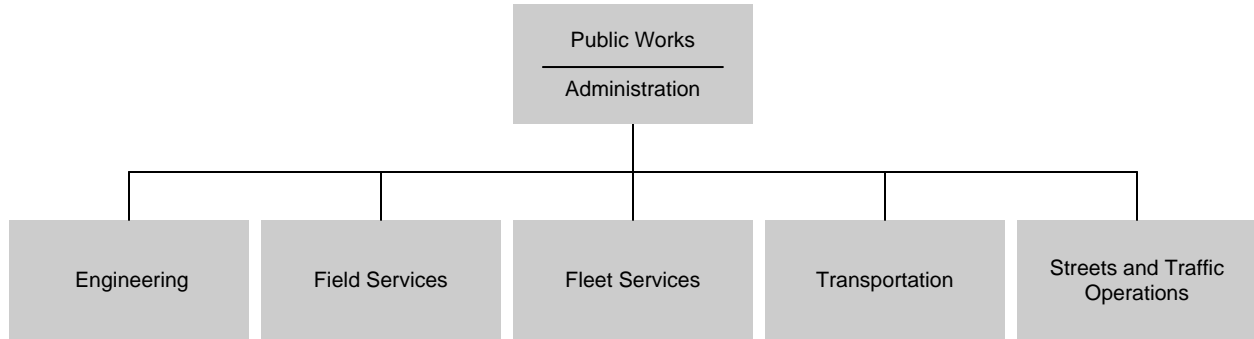 Public Works
Administration
Engineering
Field Services
Fleet Services
Transportation
Streets and Traffic
Operations